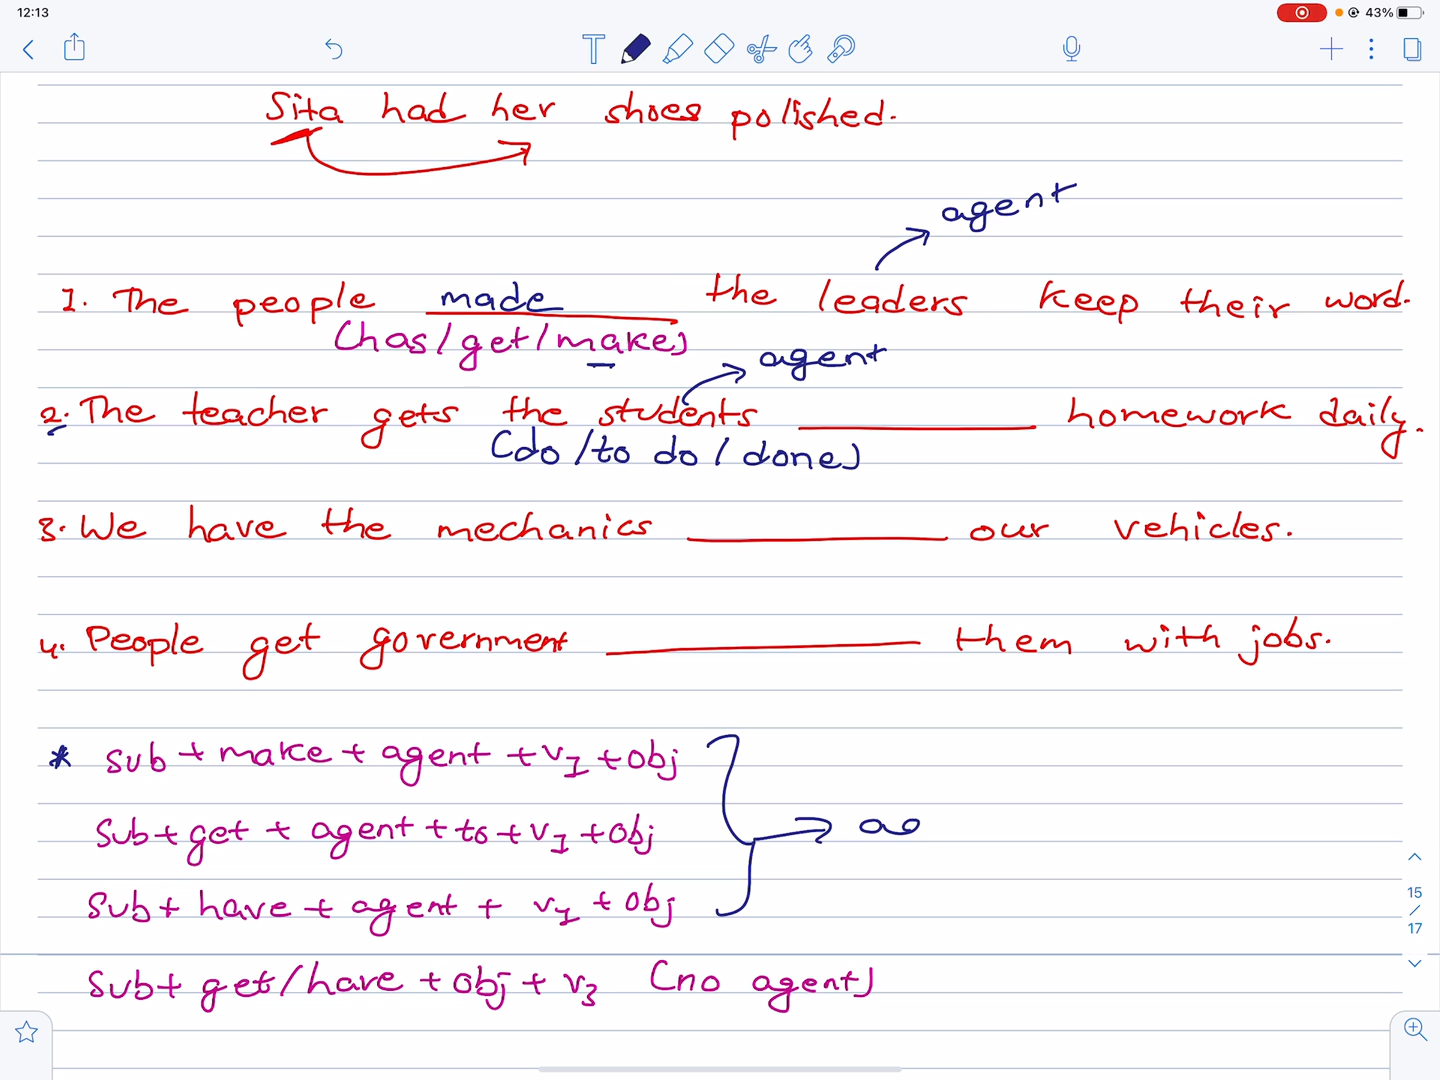 12:13
43%
T
Sita had her shoes polished.
agent
1. The people made the leaders keep their word.
(has/get/make)
agent
2. The teacher gets the students ______ homework daily.
(do/to do/done)
3. We have the mechanics ______ our vehicles.
4. People get government ______ them with jobs.
* sub + make + agent + v1 + obj
sub + get + agent + to + v1 + obj
sub + have + agent + v1 + obj
sub + get/have + obj + v3 (no agent)
15
/
17